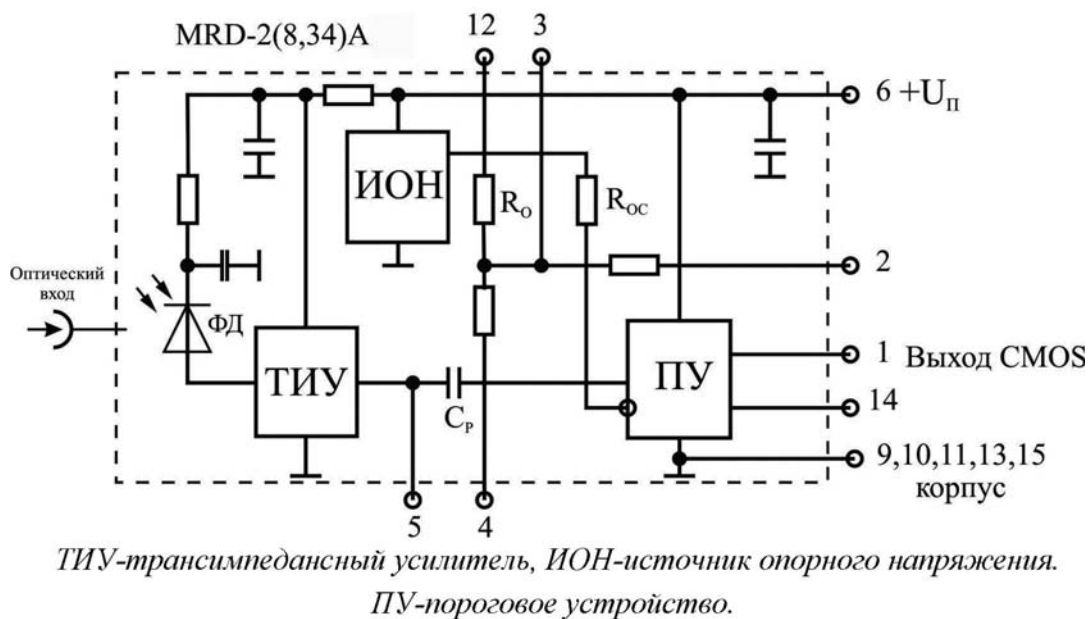 MRD-2(8,34)A
12
3
6 +Uп
ИОН
Rо
Rос
Оптический
вход
ФД
2
ТИУ
Cр
ПУ
1 Выход CMOS
14
9,10,11,13,15
корпус
5
4
ТИУ-трансимпедансный усилитель, ИОН-источник опорного напряжения.
ПУ-пороговое устройство.